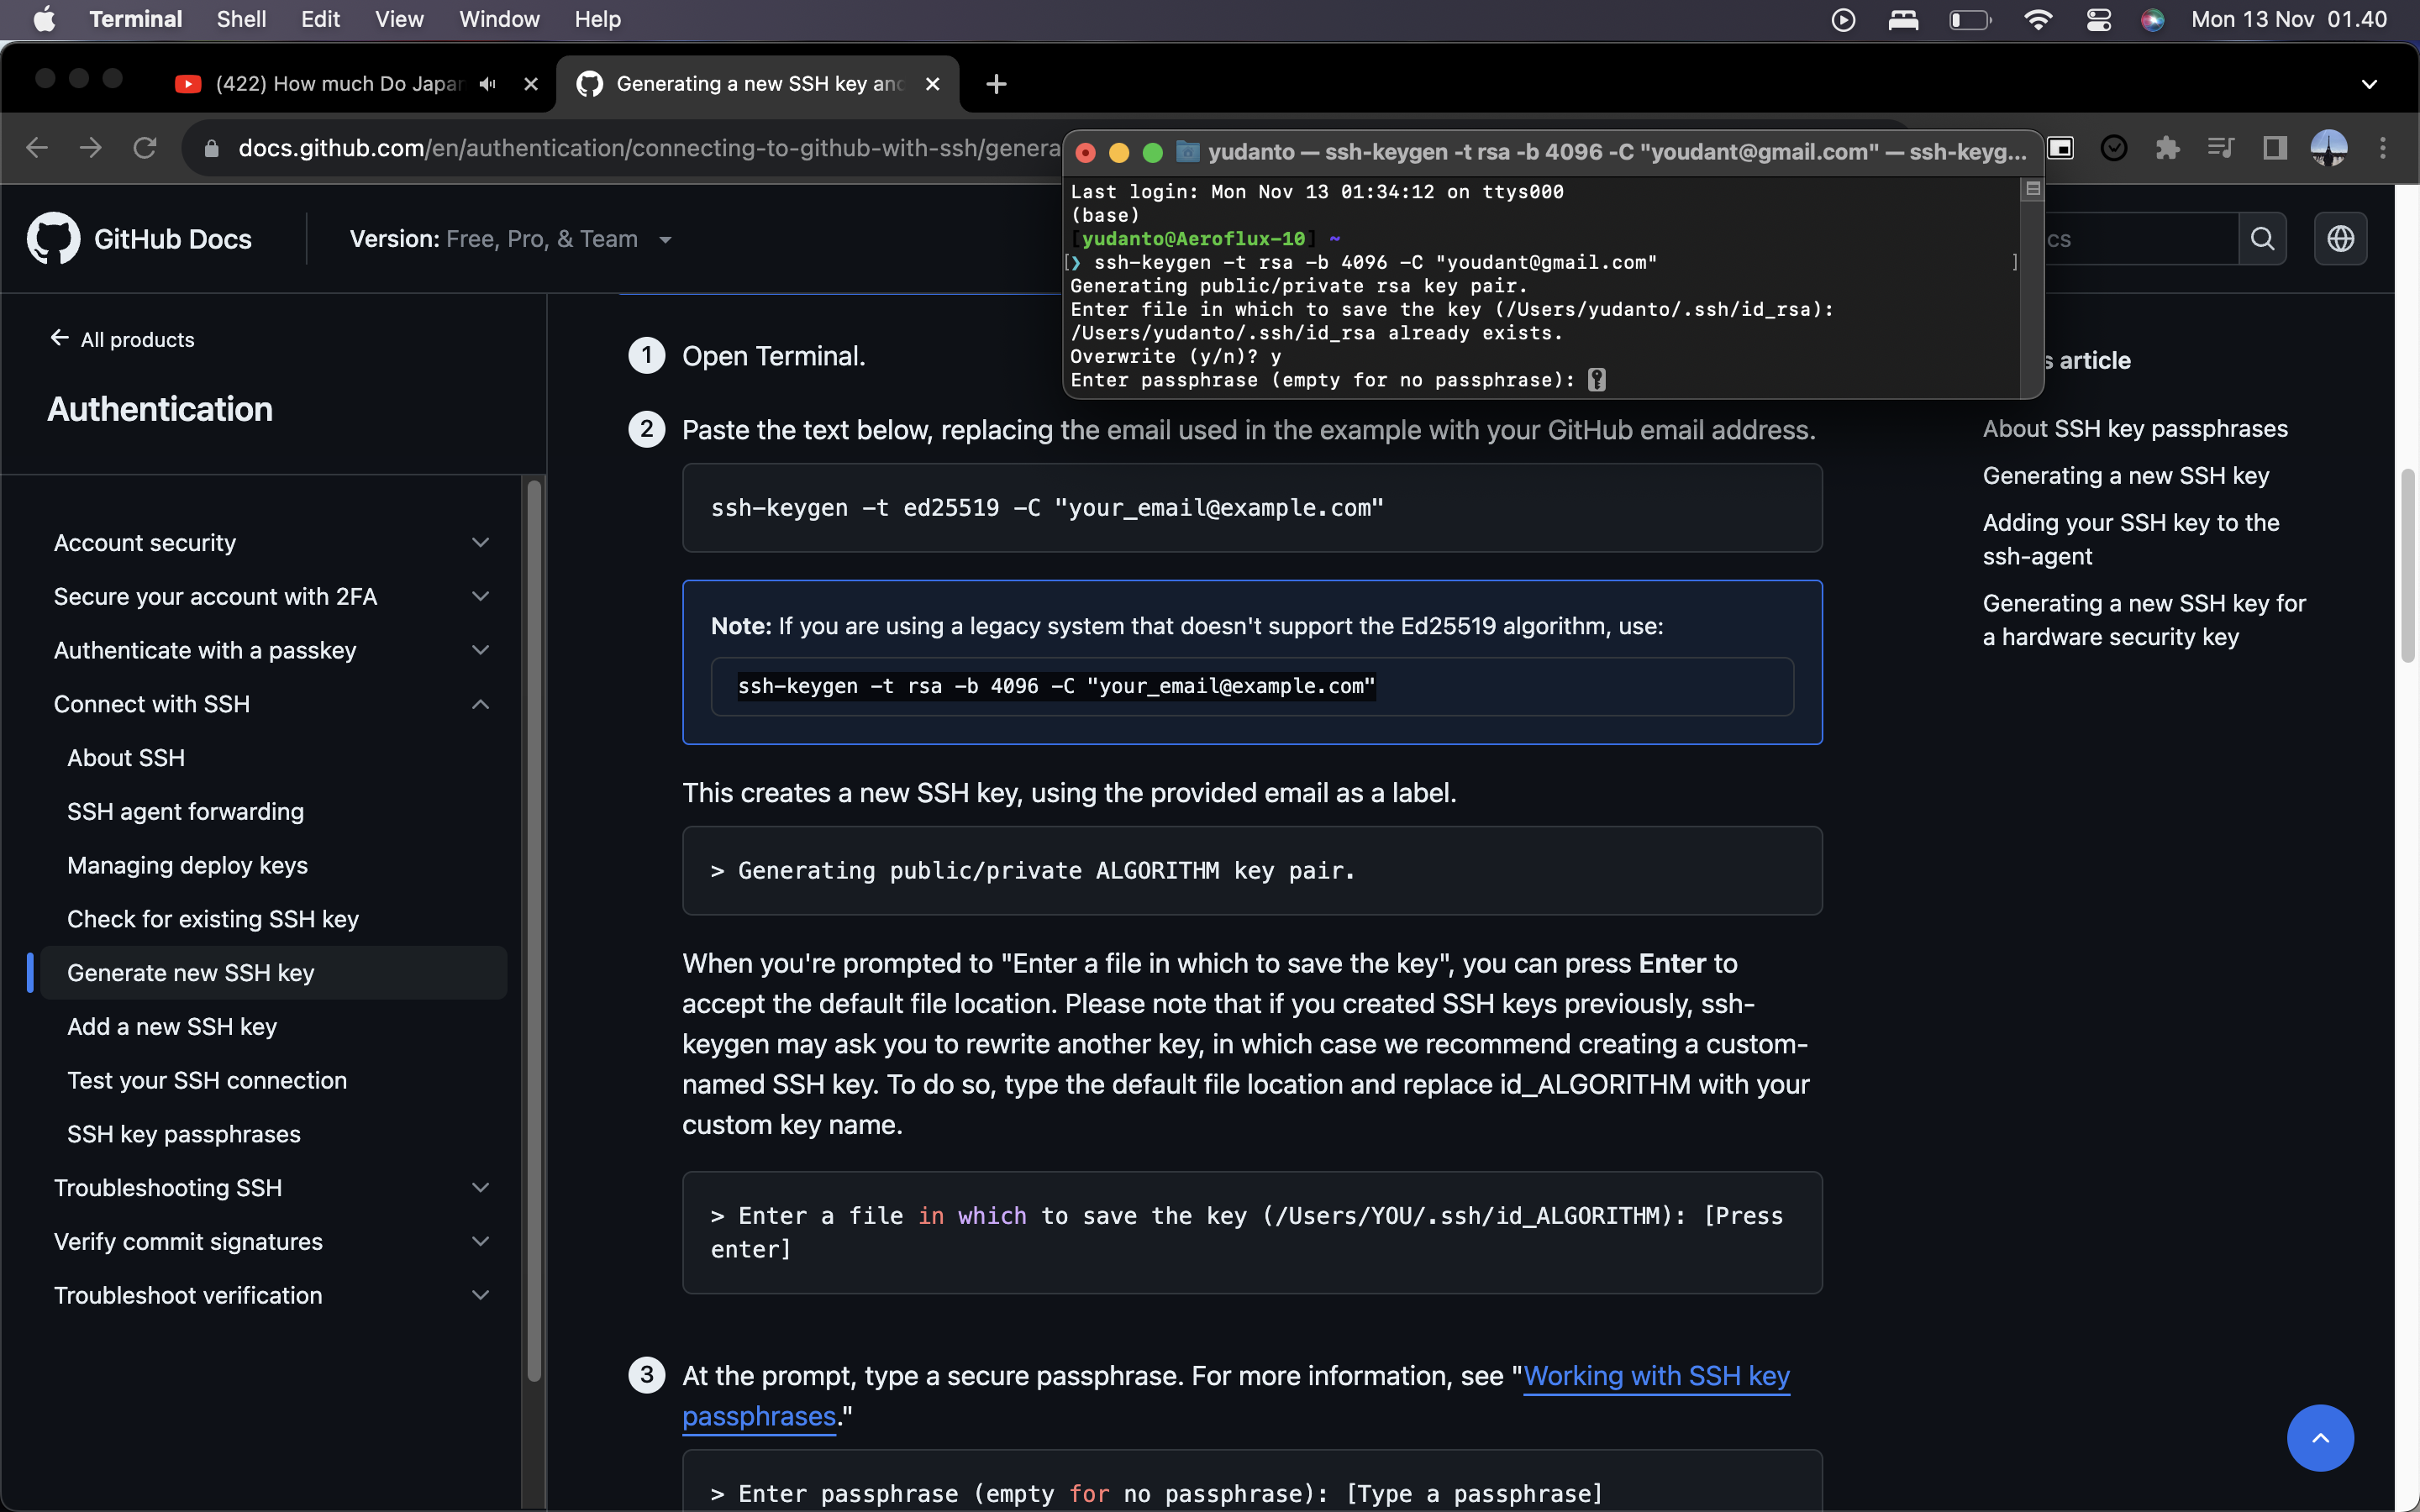 Terminal Shell Edit View Window Help Mon 13 Nov 01.40
(422) How much Do Japan
Generating a new SSH key and
docs.github.com/en/authentication/connecting-to-github-with-ssh/genera
yudanto — ssh-keygen -t rsa -b 4096 -C "youdant@gmail.com" — ssh-keyg...
Last login: Mon Nov 13 01:34:12 on ttys000
(base)
[yudanto@Aeroflux-10] ~
[❯ ssh-keygen -t rsa -b 4096 -C "youdant@gmail.com" ]
Generating public/private rsa key pair.
Enter file in which to save the key (/Users/yudanto/.ssh/id_rsa):
/Users/yudanto/.ssh/id_rsa already exists.
Overwrite (y/n)? y
Enter passphrase (empty for no passphrase):
GitHub Docs
Version: Free, Pro, & Team
cs
All products
Authentication
Account security
Secure your account with 2FA
Authenticate with a passkey
Connect with SSH
About SSH
SSH agent forwarding
Managing deploy keys
Check for existing SSH key
Generate new SSH key
Add a new SSH key
Test your SSH connection
SSH key passphrases
Troubleshooting SSH
Verify commit signatures
Troubleshoot verification
1 Open Terminal.
2 Paste the text below, replacing the email used in the example with your GitHub email address.
ssh-keygen -t ed25519 -C "your_email@example.com"
Note: If you are using a legacy system that doesn't support the Ed25519 algorithm, use:
ssh-keygen -t rsa -b 4096 -C "your_email@example.com"
This creates a new SSH key, using the provided email as a label.
> Generating public/private ALGORITHM key pair.
When you're prompted to "Enter a file in which to save the key", you can press Enter to
accept the default file location. Please note that if you created SSH keys previously, ssh-
keygen may ask you to rewrite another key, in which case we recommend creating a custom-
named SSH key. To do so, type the default file location and replace id_ALGORITHM with your
custom key name.
> Enter a file in which to save the key (/Users/YOU/.ssh/id_ALGORITHM): [Press
enter]
3 At the prompt, type a secure passphrase. For more information, see "Working with SSH key
passphrases."
> Enter passphrase (empty for no passphrase): [Type a passphrase]
s article
About SSH key passphrases
Generating a new SSH key
Adding your SSH key to the
ssh-agent
Generating a new SSH key for
a hardware security key